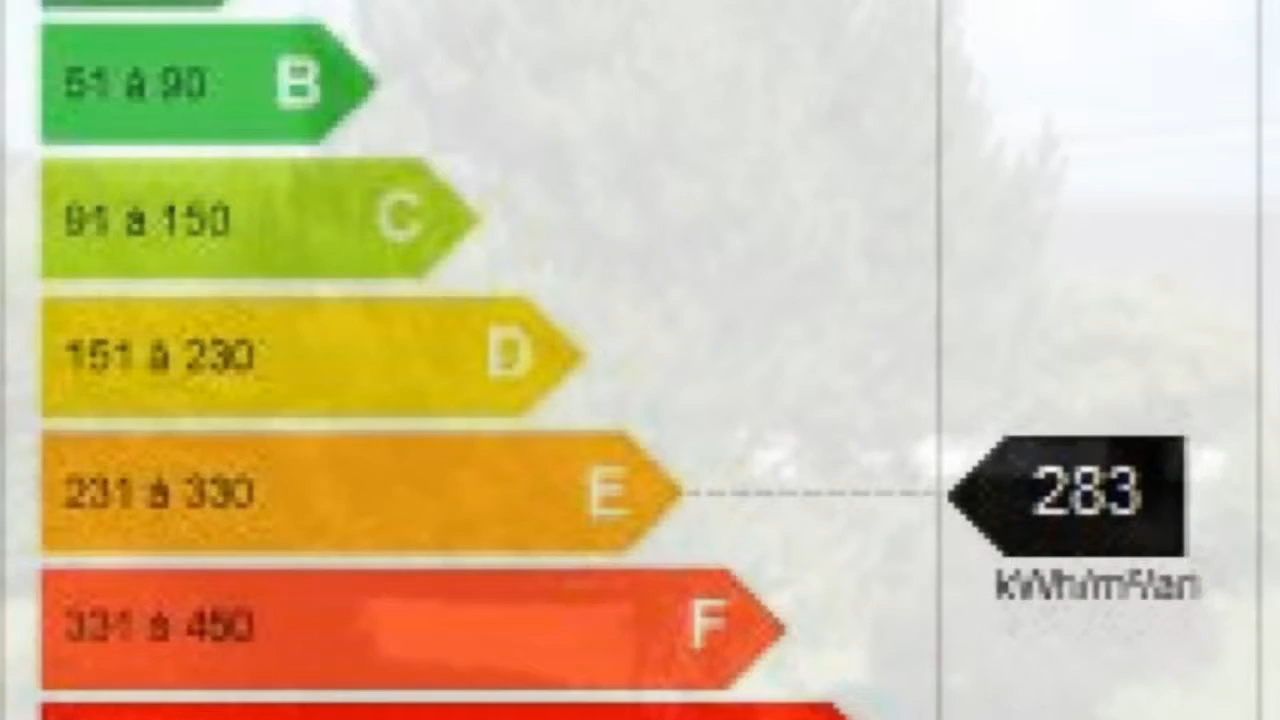 51 à 90 B
91 à 150 C
151 à 230 D
231 à 330 E 283
kWh/m²/an
331 à 450 F